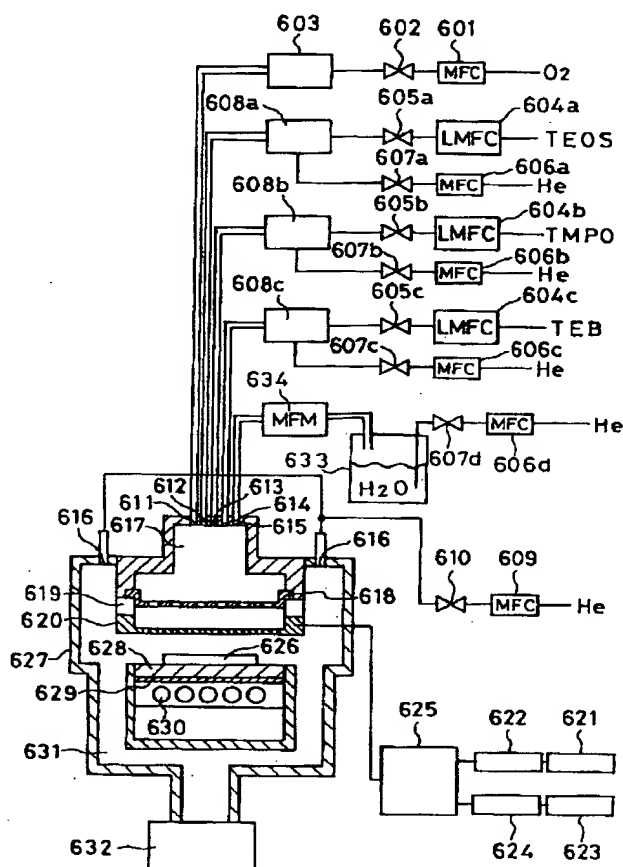 603
602
601
MFC
O2
608a
605a
604a
LMFC
TEOS
607a
606a
MFC
He
608b
605b
604b
LMFC
TMPO
607b
606b
MFC
He
608c
605c
604c
LMFC
TEB
607c
606c
MFC
He
634
MFM
633
H2O
607d
MFC
606d
He
612
613
611
614
617
615
616
616
610
609
MFC
He
619
618
620
626
627
628
629
630
631
625
622
621
624
623
632